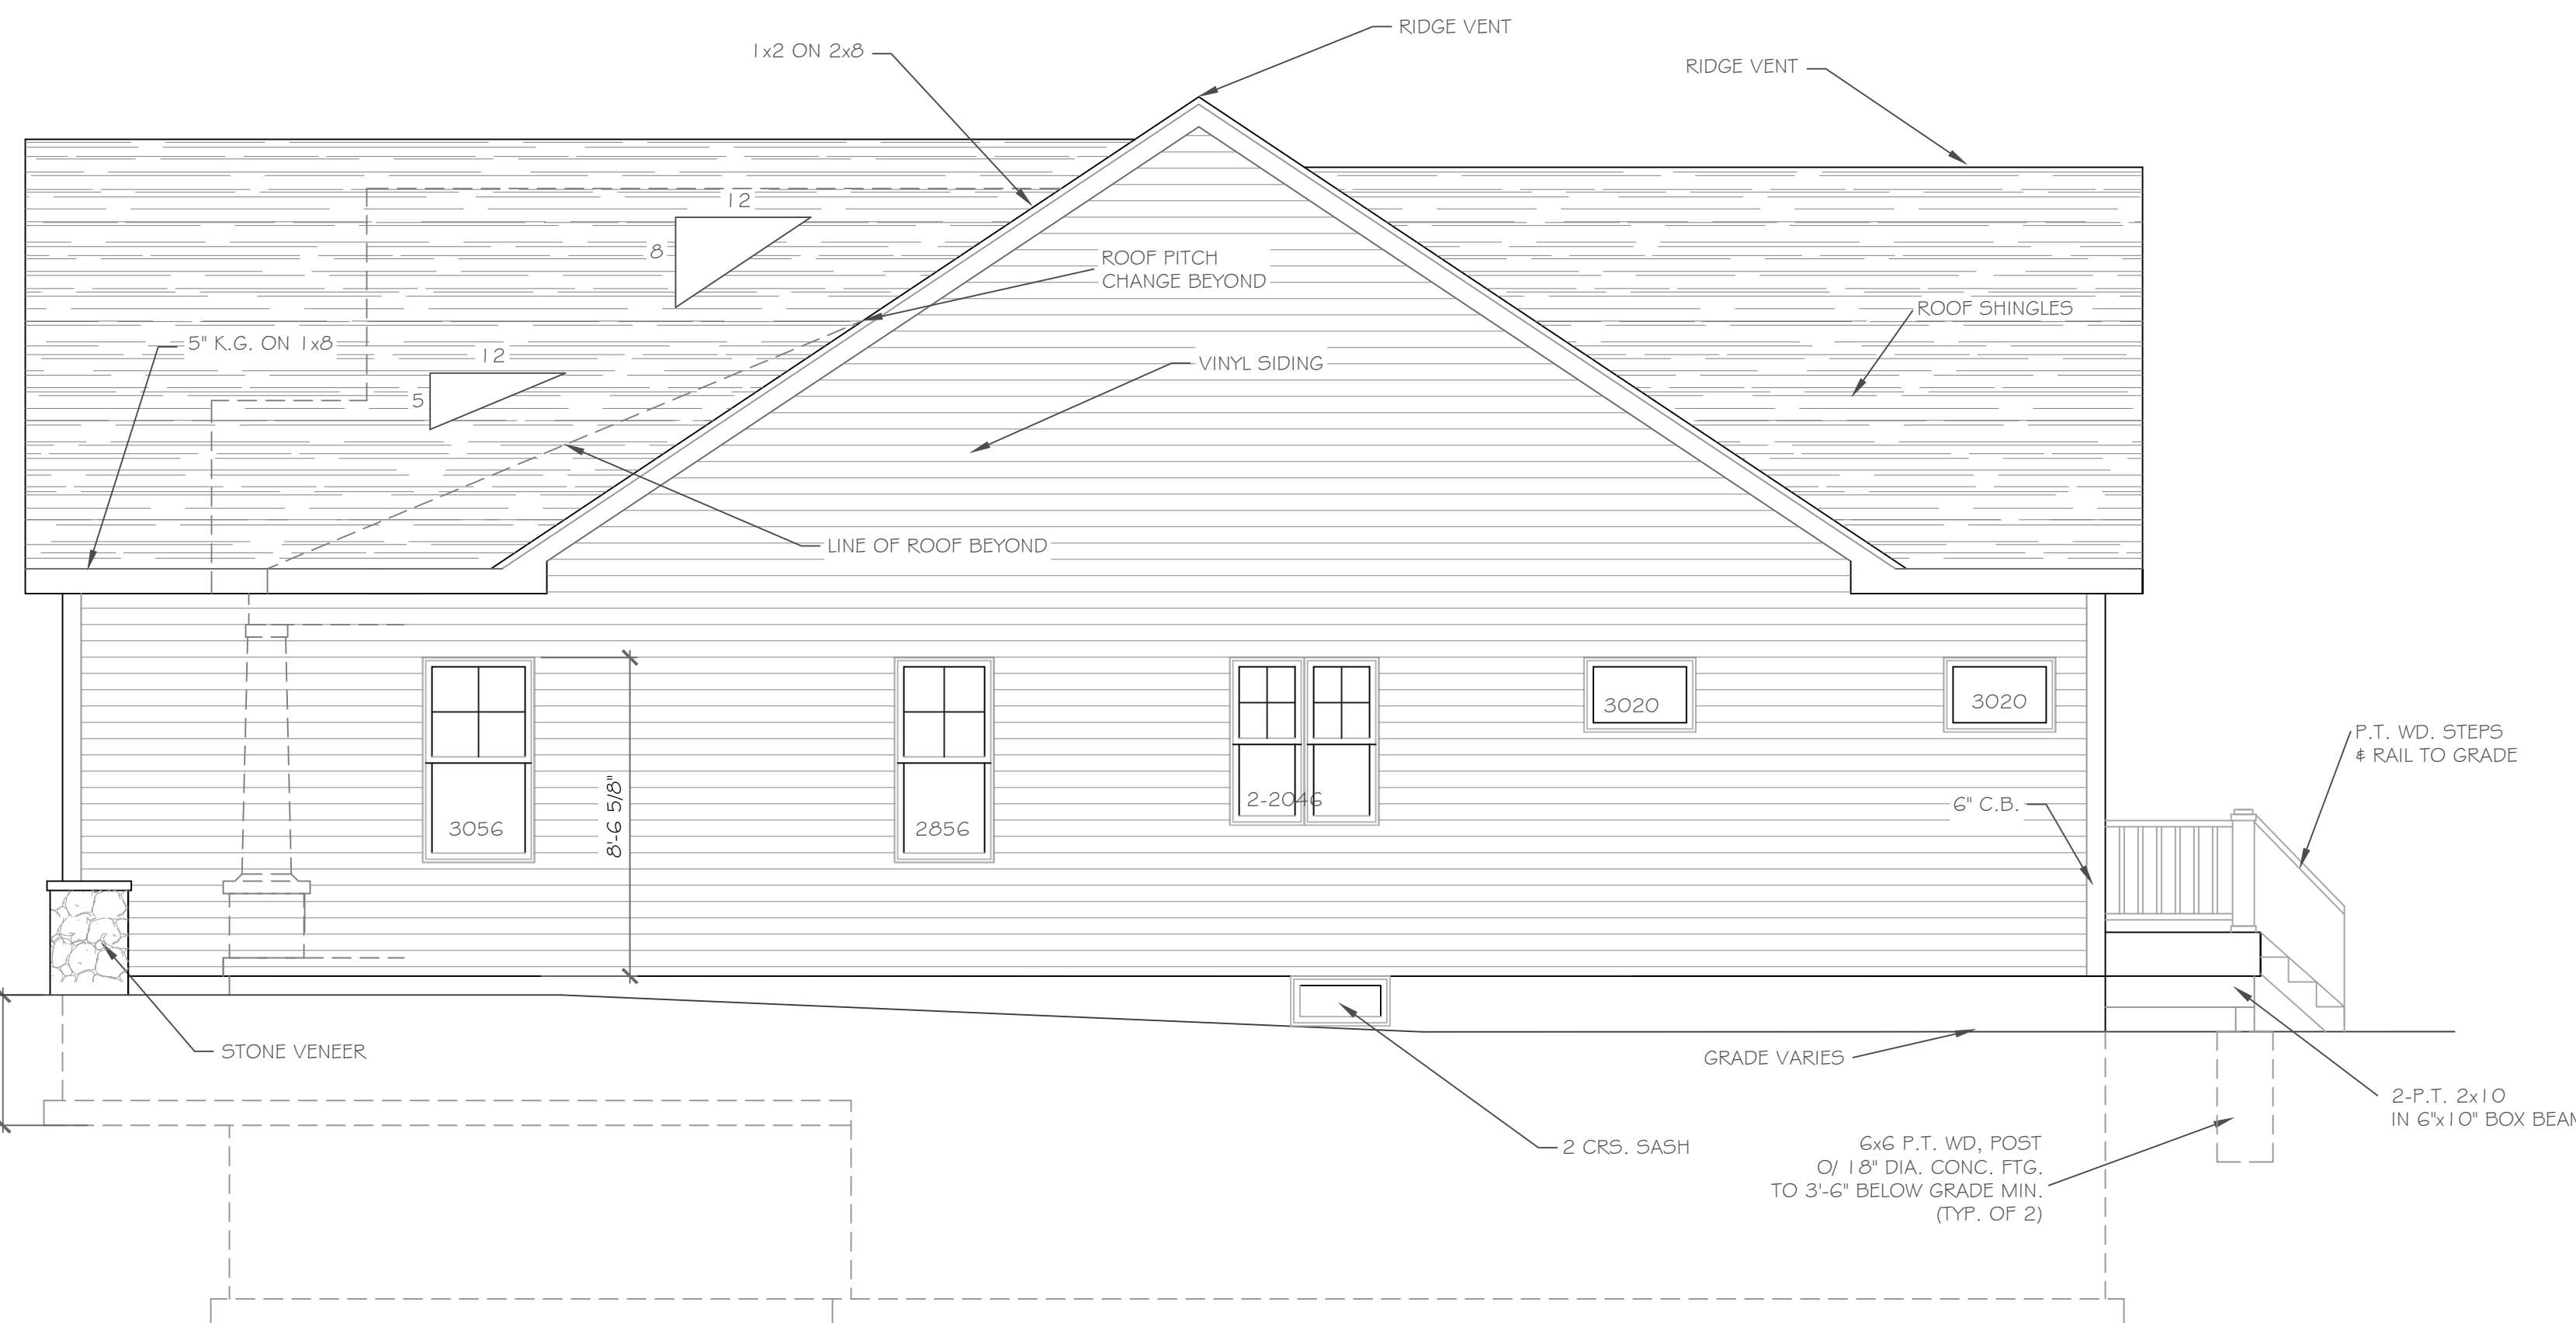 RIDGE VENT
1x2 ON 2x8
RIDGE VENT
12
8
ROOF PITCH
CHANGE BEYOND
ROOF SHINGLES
5" K.G. ON 1x8
12
5
VINYL SIDING
LINE OF ROOF BEYOND
3020
3020
P.T. WD. STEPS
& RAIL TO GRADE
8'-6 5/8"
2-2046
6" C.B.
3056
2856
STONE VENEER
GRADE VARIES
2-P.T. 2x10
IN 6"x10" BOX
2 CRS. SASH
6x6 P.T. WD, POST
O/ 18" DIA. CONC. FTG.
TO 3'-6" BELOW GRADE MIN.
(TYP. OF 2)